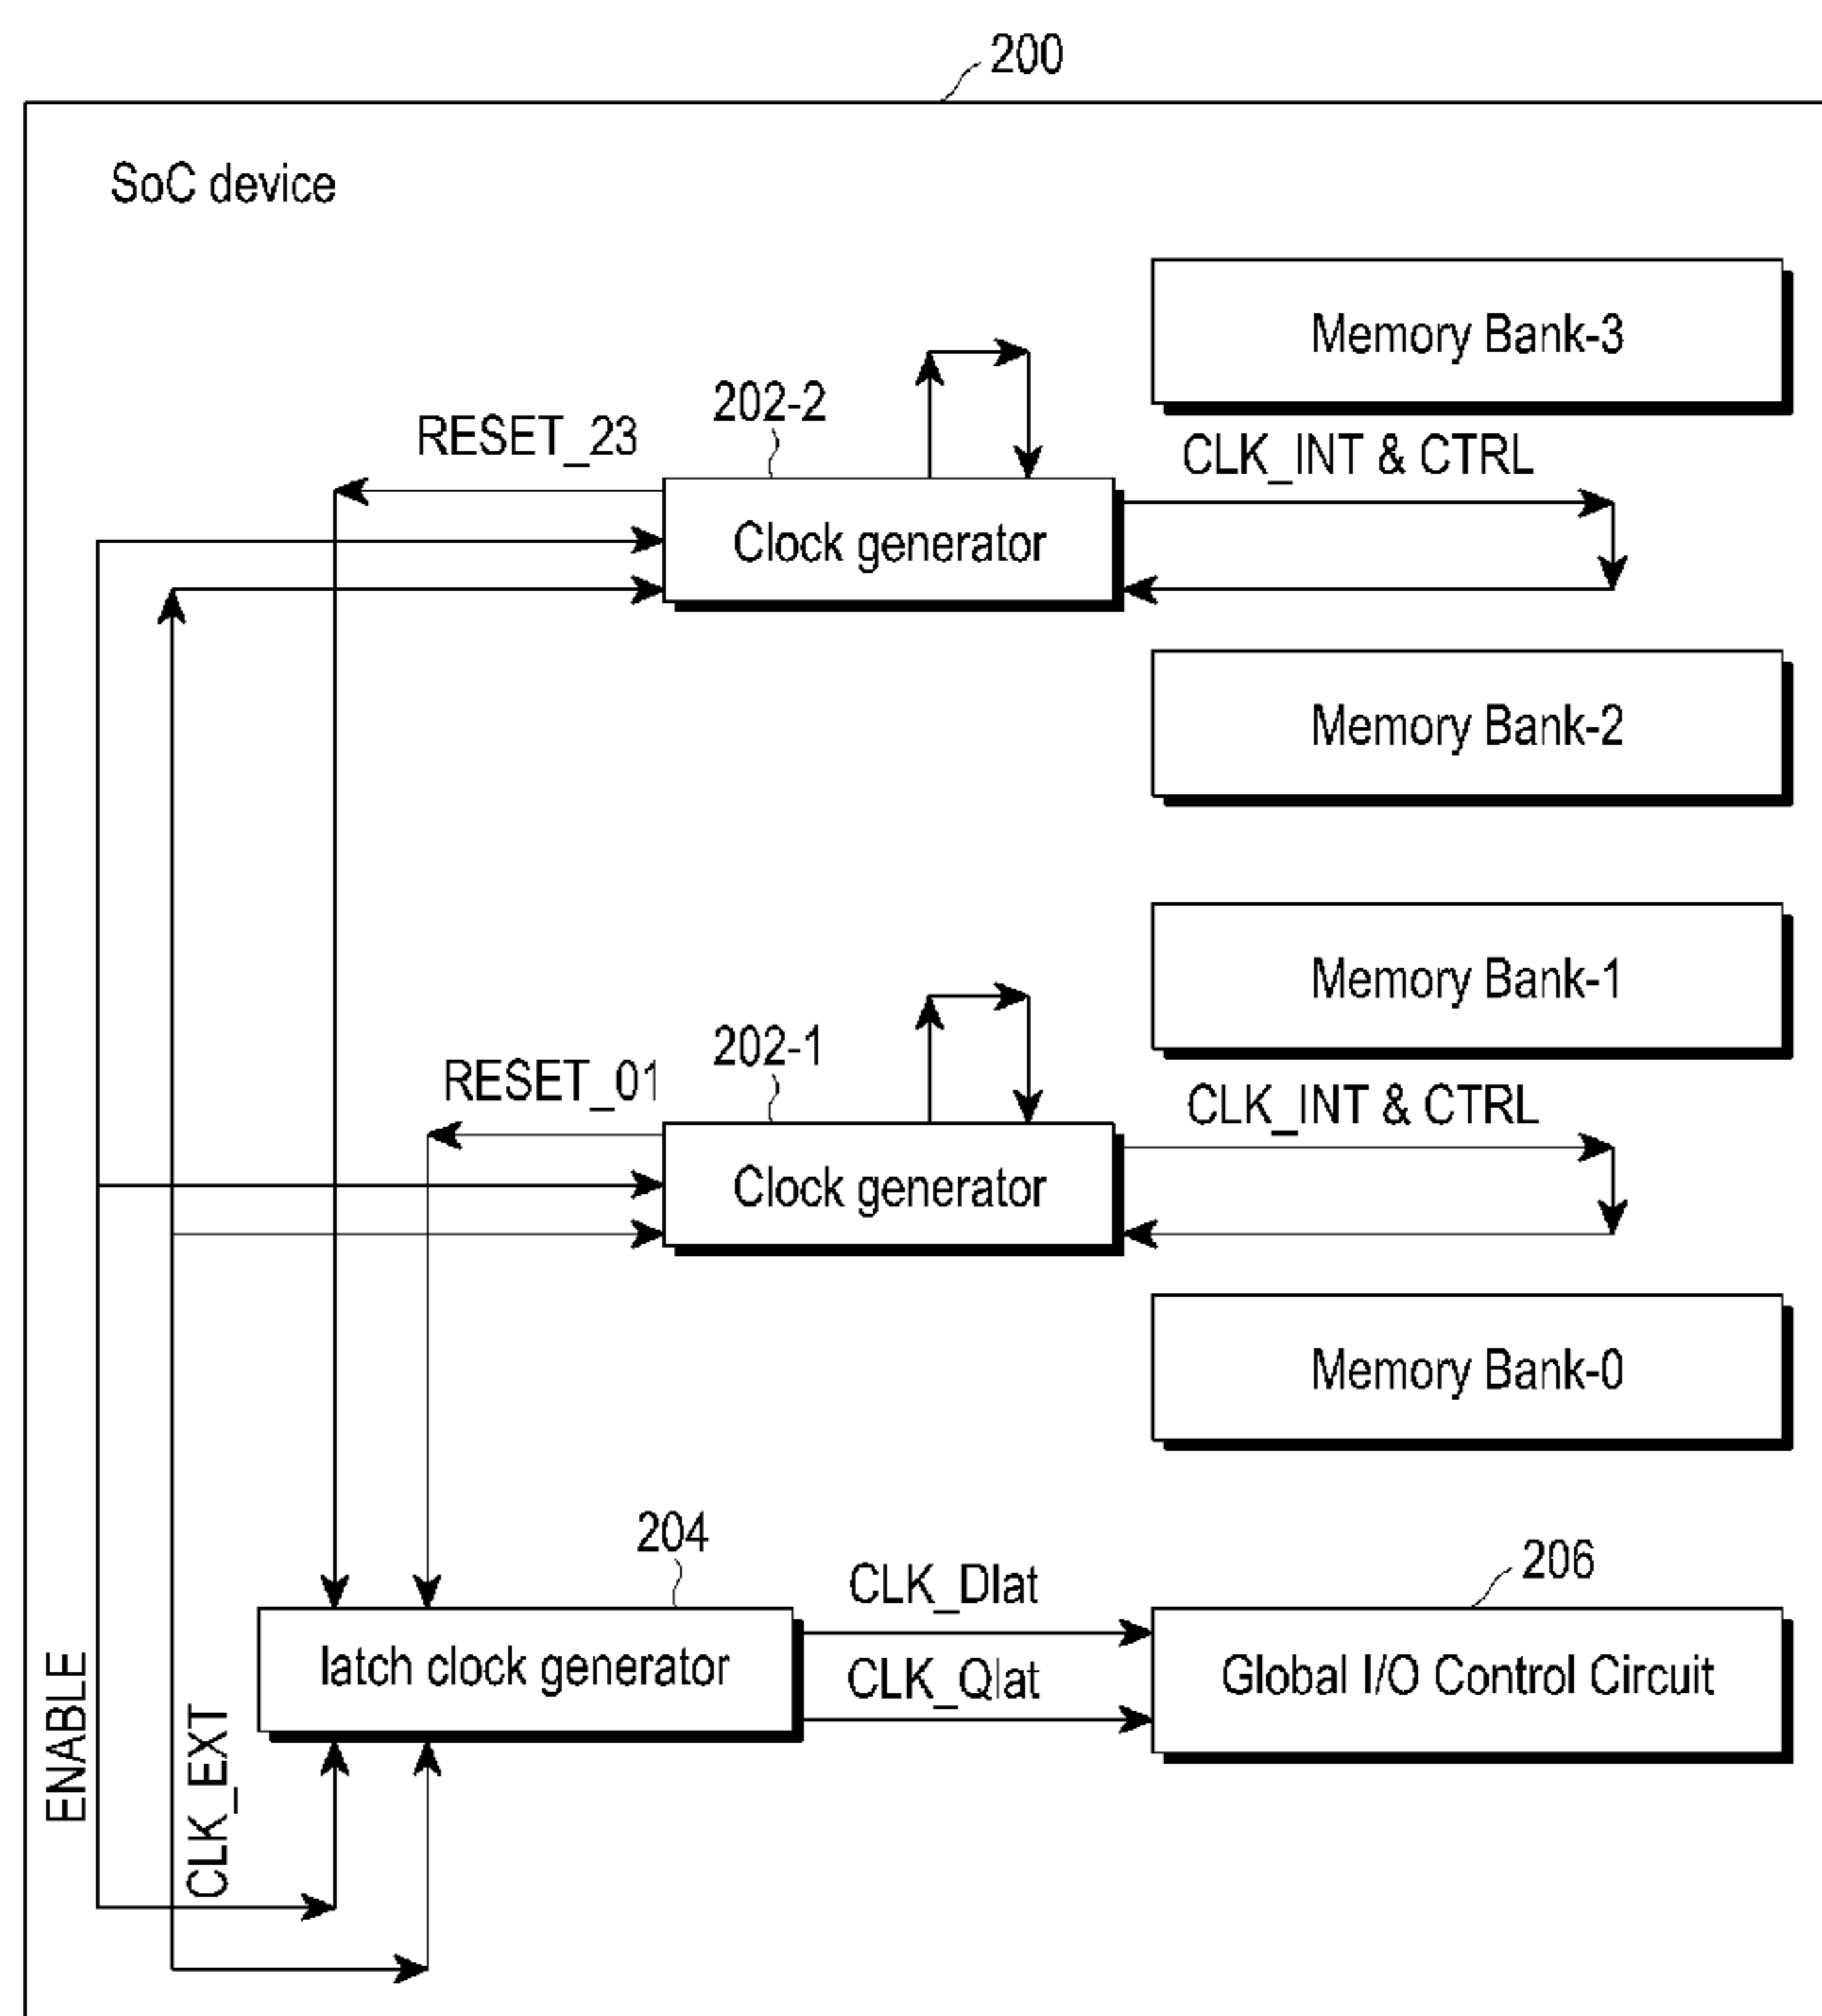 200
SoC device
Memory Bank-3
202-2
RESET_23
CLK_INT & CTRL
Clock generator
Memory Bank-2
Memory Bank-1
202-1
RESET_01
CLK_INT & CTRL
Clock generator
Memory Bank-0
204
206
CLK_Dlat
latch clock generator
CLK_Qlat
Global I/O Control Circuit
ENABLE
CLK_EXT